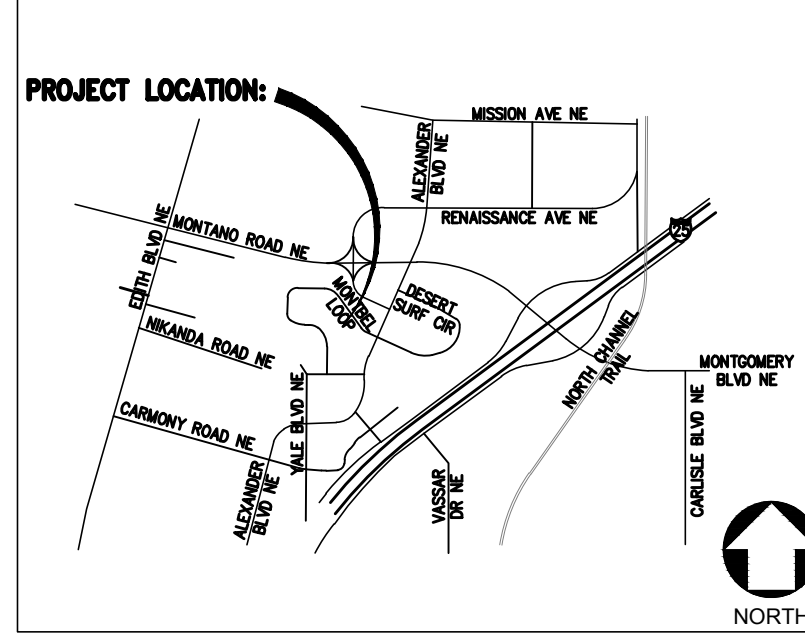 PROJECT LOCATION:
MISSION AVE NE
ALEXANDER
BLVD NE
RENAISSANCE AVE NE
EDITH BLVD NE
MONTANO ROAD NE
25
MONTBEL
LOOP
DESERT
SURF CIR
NIKANDA ROAD NE
NORTH CHANNEL
TRAIL
MONTGOMERY
BLVD NE
CARMONY ROAD NE
YALE BLVD NE
ALEXANDER
BLVD NE
VASSAR
DR NE
CARLISLE BLVD NE
NORTH